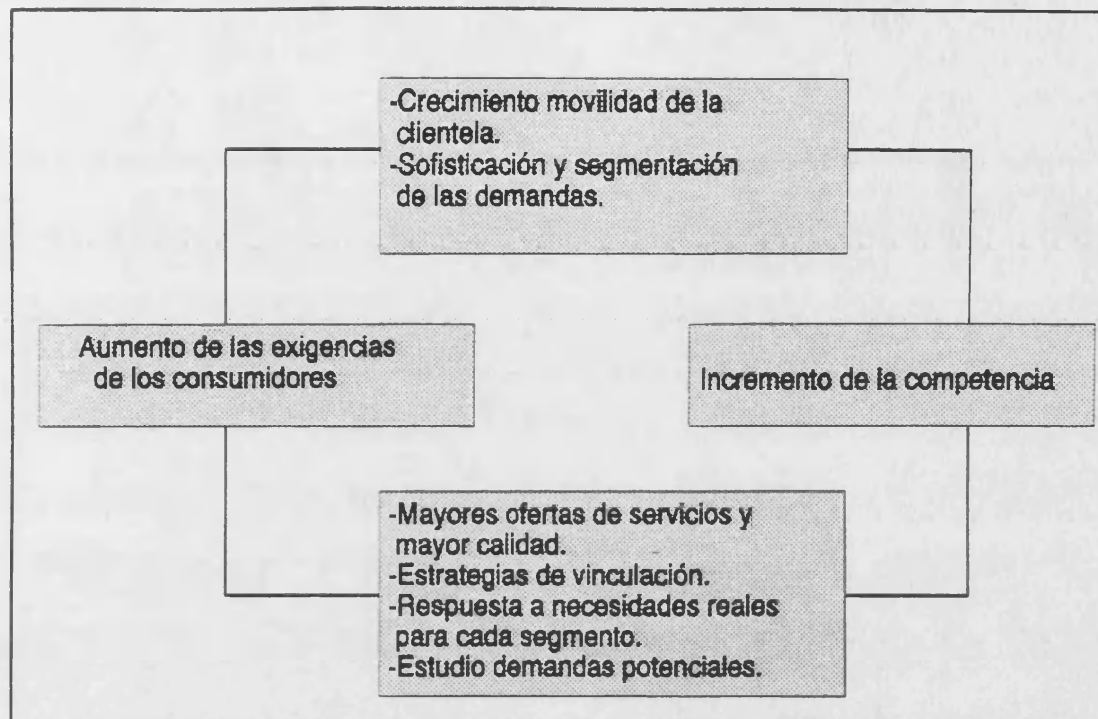 -Crecimiento movilidad de la
clientela.
-Sofisticación y segmentación
de las demandas.
Aumento de las exigencias
de los consumidores
Incremento de la competencia
-Mayores ofertas de servicios y
mayor calidad.
-Estrategias de vinculación.
-Respuesta a necesidades reales
para cada segmento.
-Estudio demandas potenciales.